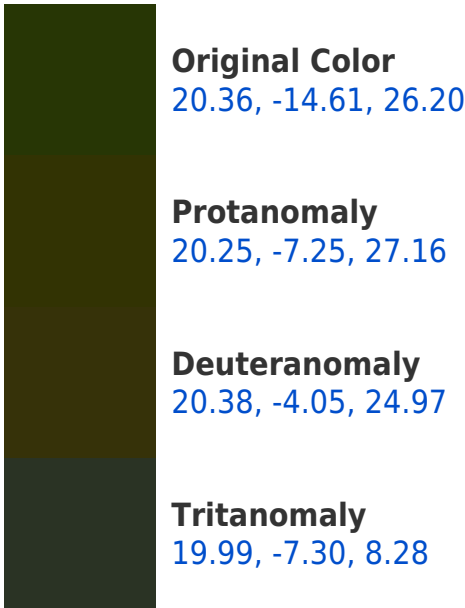 Original Color
20.36, -14.61, 26.20
Protanomaly
20.25, -7.25, 27.16
Deuteranomaly
20.38, -4.05, 24.97
Tritanomaly
19.99, -7.30, 8.28